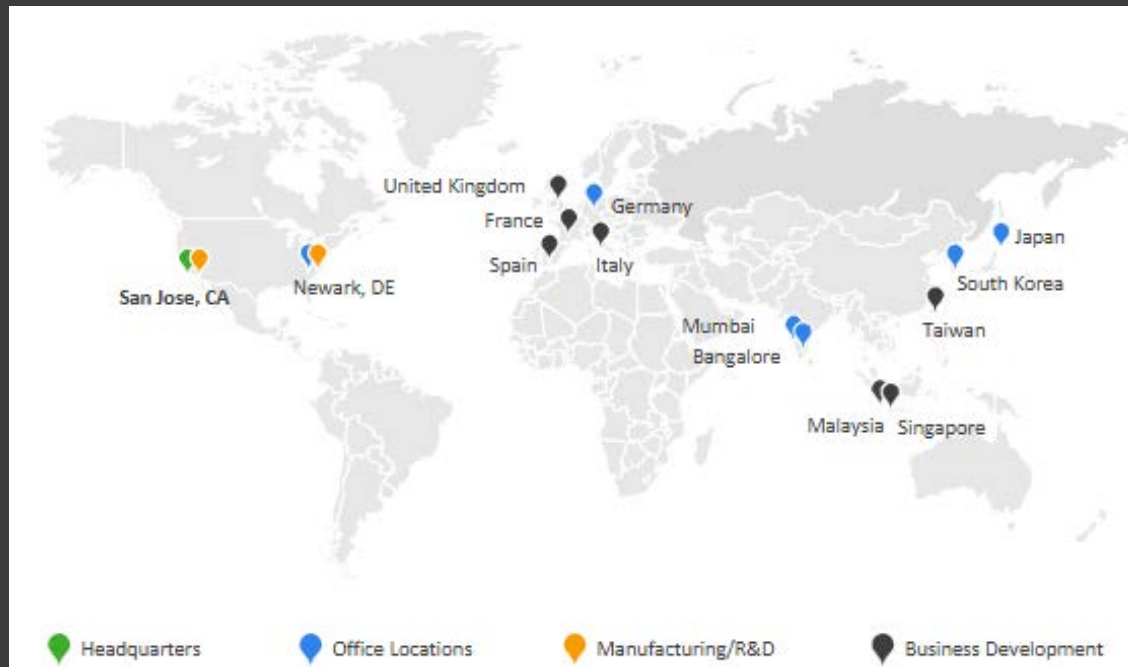 United Kingdom
Germany
France
Spain
Italy
Japan
South Korea
San Jose, CA
Newark, DE
Taiwan
Mumbai
Bangalore
Malaysia
Singapore
Headquarters
Office Locations
Manufacturing/R&D
Business Development